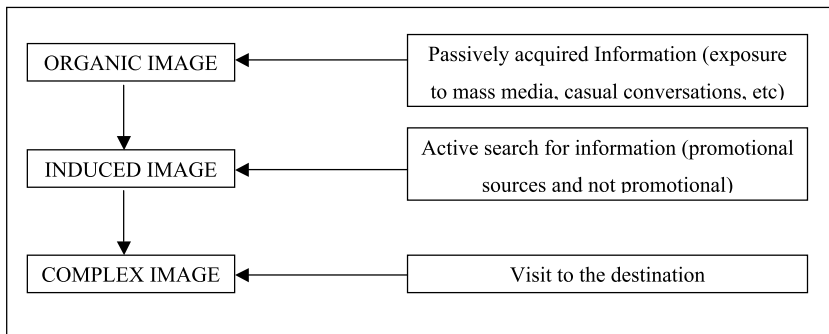 ORGANIC IMAGE
Passively acquired Information (exposure
to mass media, casual conversations, etc)
INDUCED IMAGE
Active search for information (promotional
sources and not promotional)
COMPLEX IMAGE
Visit to the destination